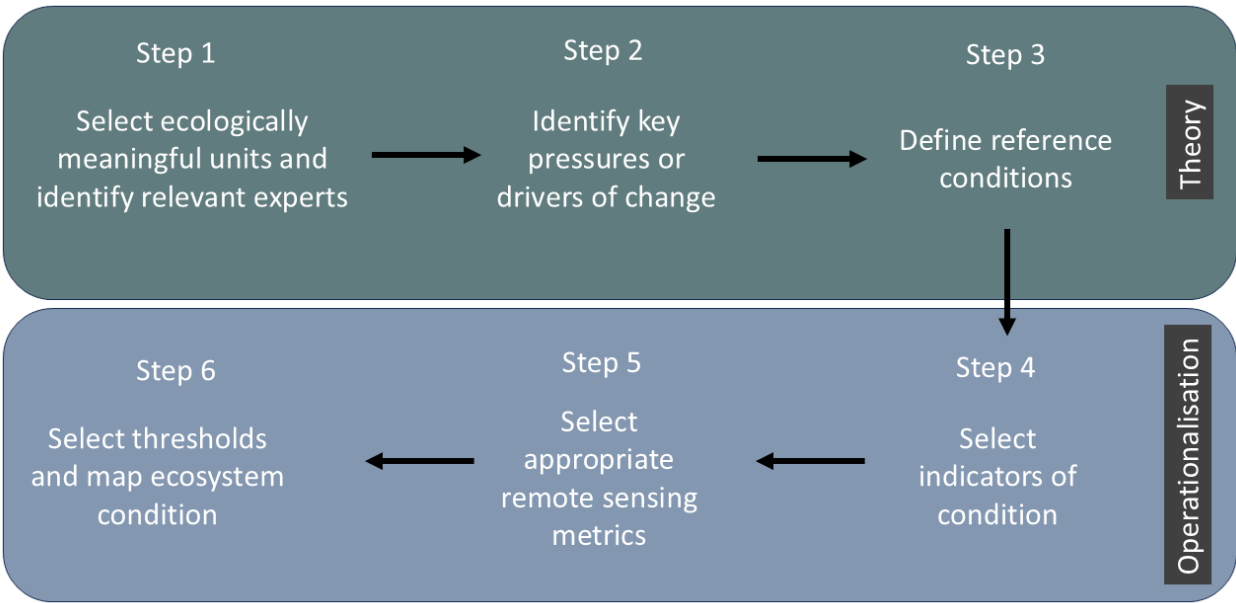 Step 1
Select ecologically
meaningful units and
identify relevant experts
Step 2
Identify key
pressures or
drivers of change
Step 3
Define reference
conditions
Theory
Step 4
Select
indicators of
condition
Step 5
Select
appropriate
remote sensing
metrics
Step 6
Select thresholds
and map ecosystem
condition
Operationalisation